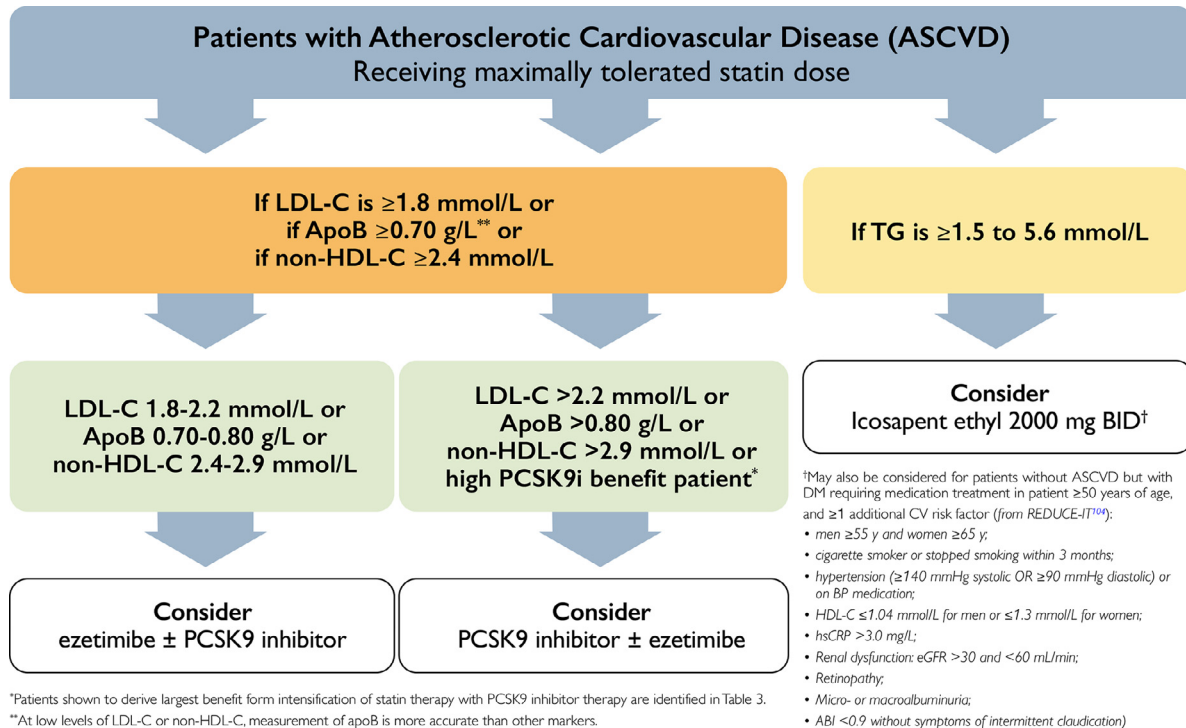 Patients with Atherosclerotic Cardiovascular Disease (ASCVD)
Receiving maximally tolerated statin dose
If LDL-C is ≥1.8 mmol/L or
if ApoB ≥0.70 g/L** or
if non-HDL-C ≥2.4 mmol/L
If TG is ≥1.5 to 5.6 mmol/L
LDL-C 1.8-2.2 mmol/L or
ApoB 0.70-0.80 g/L or
non-HDL-C 2.4-2.9 mmol/L
LDL-C >2.2 mmol/L or
ApoB >0.80 g/L or
non-HDL-C >2.9 mmol/L or
high PCSK9i benefit patient*
Consider
Icosapent ethyl 2000 mg BID†
Consider
ezetimibe ± PCSK9 inhibitor
Consider
PCSK9 inhibitor ± ezetimibe
†May also be considered for patients without ASCVD but with
DM requiring medication treatment in patient ≥50 years of age,
and ≥1 additional CV risk factor (from REDUCE-IT104):
• men ≥55 y and women ≥65 y;
• cigarette smoker or stopped smoking within 3 months;
• hypertension (≥140 mmHg systolic OR ≥90 mmHg diastolic) or
on BP medication;
• HDL-C ≤1.04 mmol/L for men or ≤1.3 mmol/L for women;
• hsCRP >3.0 mg/L;
• Renal dysfunction: eGFR >30 and <60 mL/min;
• Retinopathy;
• Micro- or macroalbuminuria;
• ABI <0.9 without symptoms of intermittent claudication)
*Patients shown to derive largest benefit form intensification of statin therapy with PCSK9 inhibitor therapy are identified in Table 3.
**At low levels of LDL-C or non-HDL-C, measurement of apoB is more accurate than other markers.